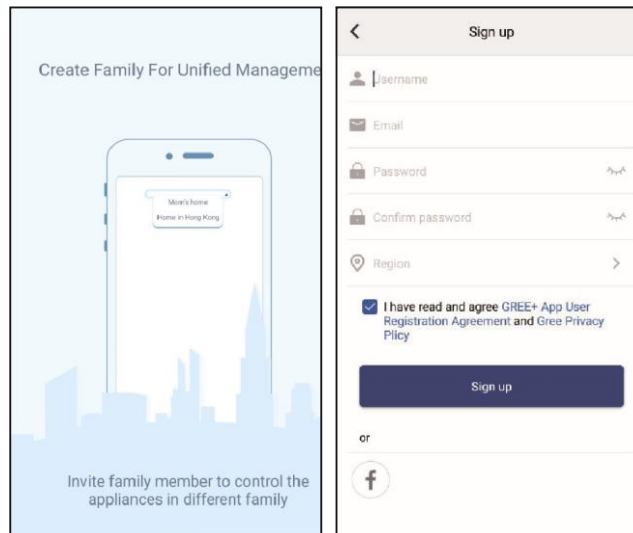 Create Family For Unified Manageme
Mom's home
Home in Hong Kong
Invite family member to control the
appliances in different family
Sign up
Username
Email
Password
Confirm password
Region
I have read and agree GREE+ App User
Registration Agreement and Gree Privacy
Plicy
Sign up
or
f